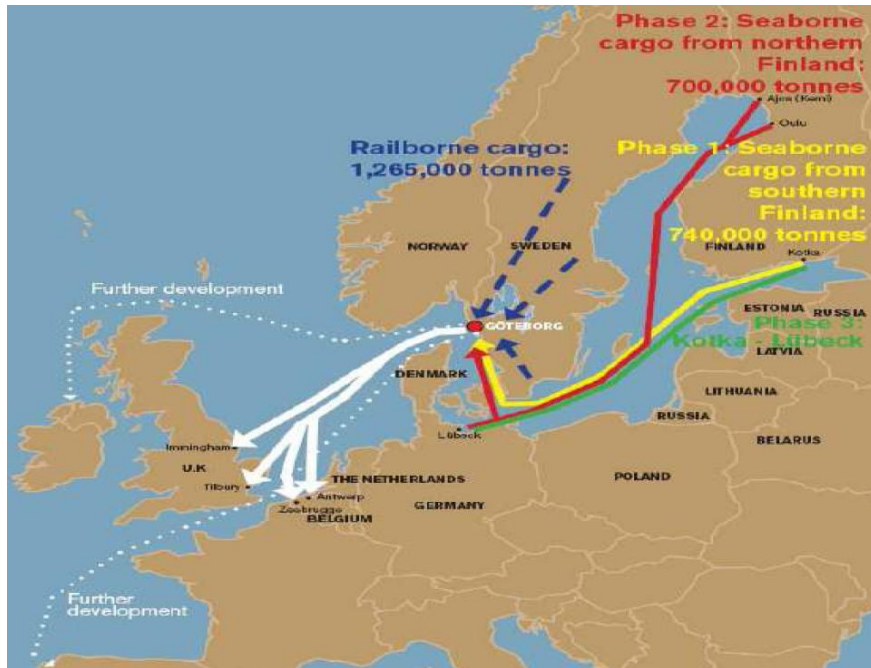 Phase 2: Seaborne
cargo from northern
Finland:
700,000 tonnes
Ajos (Kemi)
Oulu
Railborne cargo:
1,265,000 tonnes
Phase 1: Seaborne
cargo from
southern
Finland:
740,000 tonnes
NORWAY
SWEDEN
FINLAND
Kotka
Further development
ESTONIA
RUSSIA
GÖTEBORG
Phase 3:
Kotka - Lübeck
LATVIA
DENMARK
LITHUANIA
RUSSIA
Lübeck
BELARUS
Immingham
U.K
THE NETHERLANDS
POLAND
Tilbury
Antwerp
GERMANY
Zeebrugge
BELGIUM
Further
development